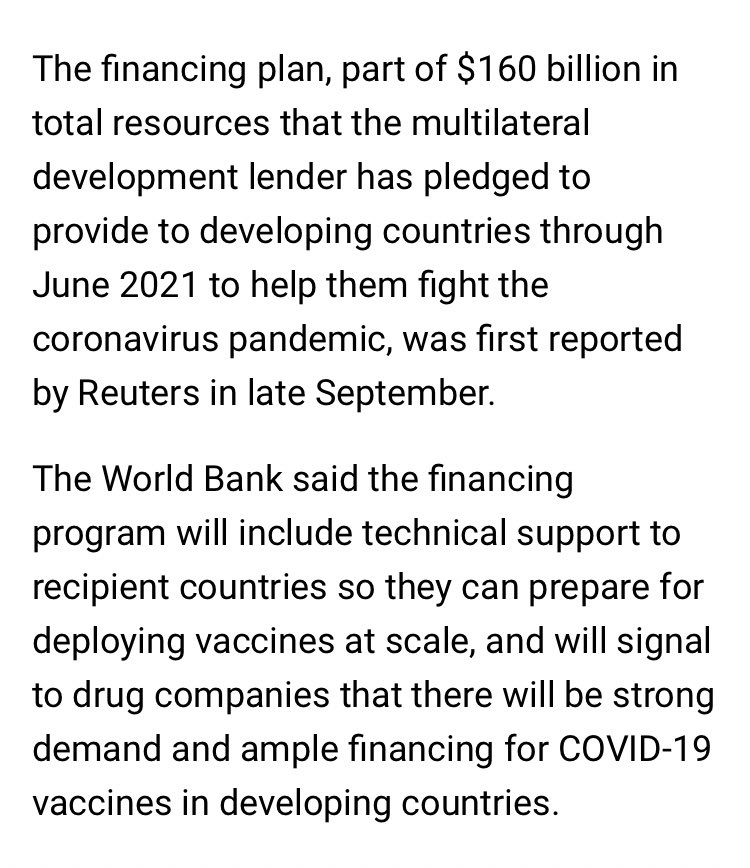 The financing plan, part of $160 billion in
total resources that the multilateral
development lender has pledged to
provide to developing countries through
June 2021 to help them fight the
coronavirus pandemic, was first reported
by Reuters in late September.
The World Bank said the financing
program will include technical support to
recipient countries so they can prepare for
deploying vaccines at scale, and will signal
to drug companies that there will be strong
demand and ample financing for COVID-19
vaccines in developing countries.